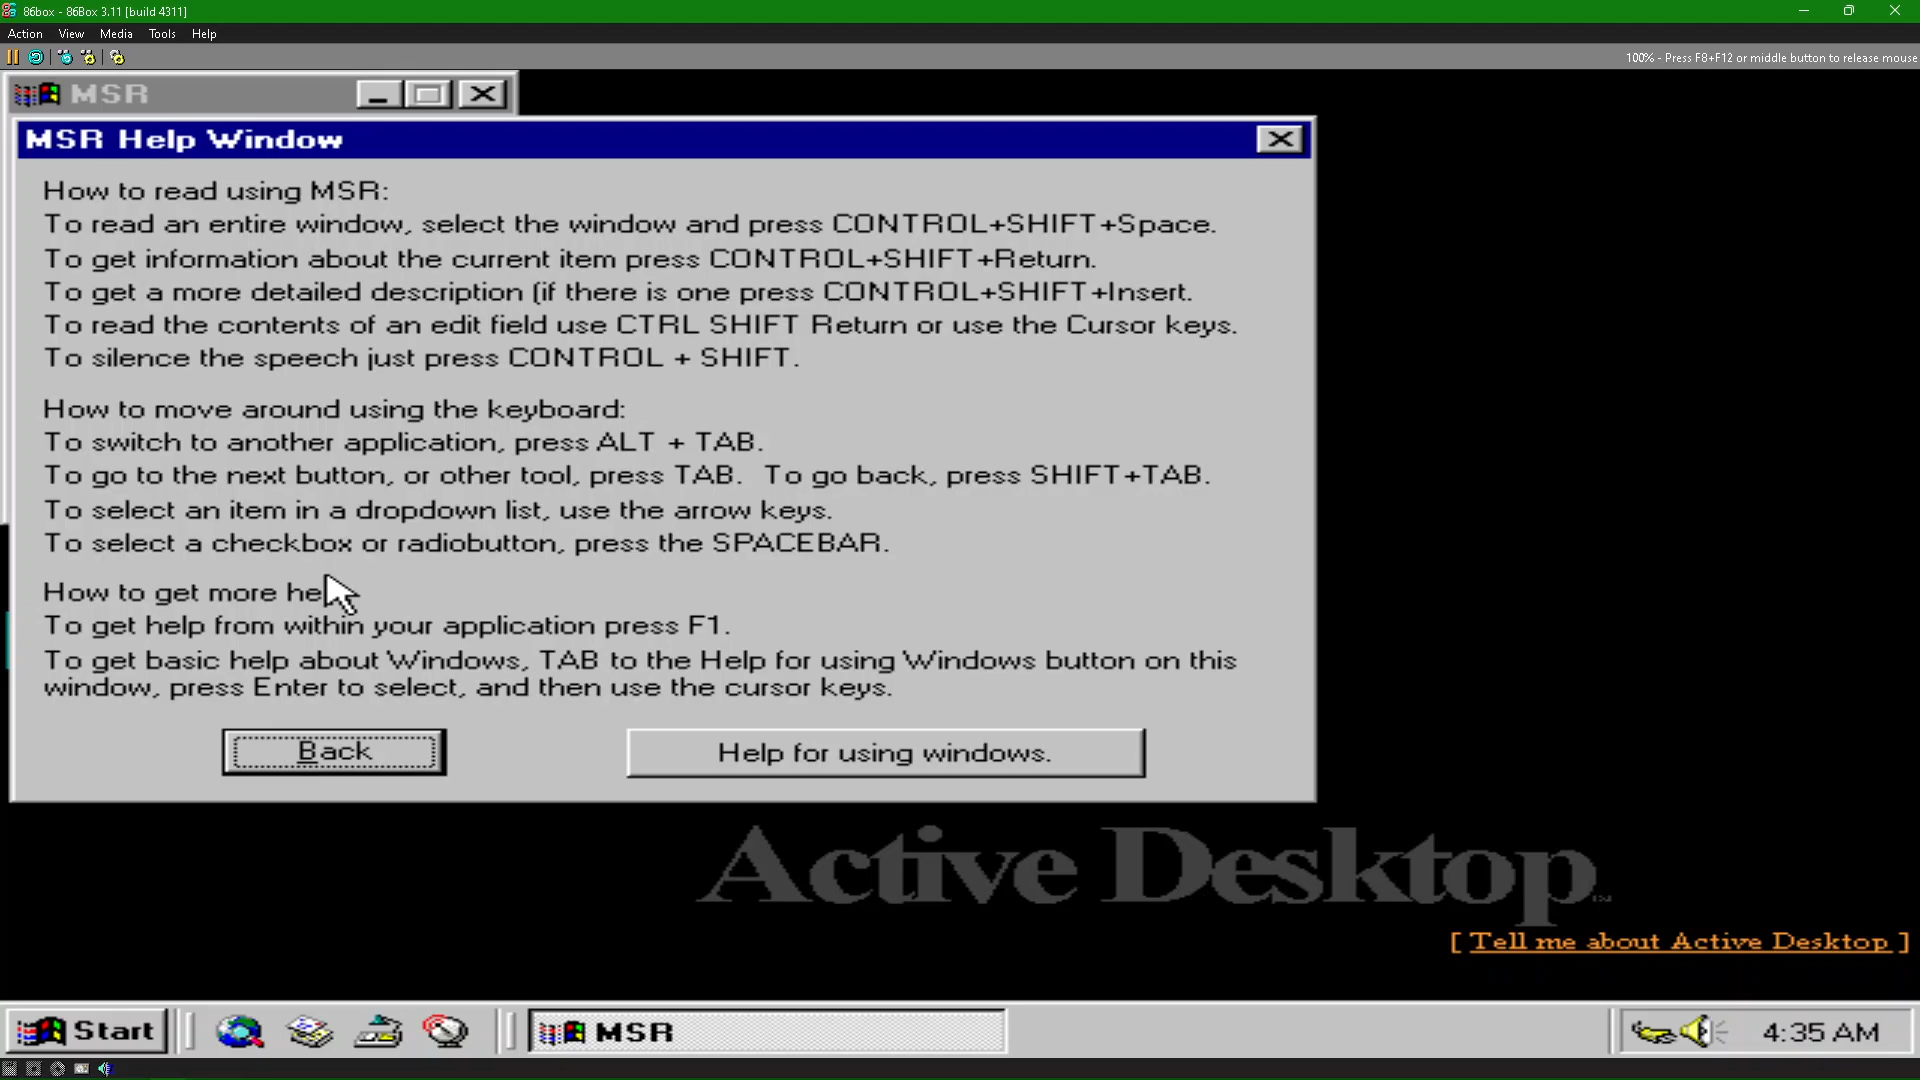 86box - 86Box 3.11 [build 4311]
Action View Media Tools Help
100% - Press F8+F12 or middle button to release mouse
MSR
MSR Help Window
How to read using MSR:
To read an entire window, select the window and press CONTROL+SHIFT+Space.
To get information about the current item press CONTROL+SHIFT+Return.
To get a more detailed description (if there is one press CONTROL+SHIFT+Insert.
To read the contents of an edit field use CTRL SHIFT Return or use the Cursor keys.
To silence the speech just press CONTROL + SHIFT.
How to move around using the keyboard:
To switch to another application, press ALT + TAB.
To go to the next button, or other tool, press TAB. To go back, press SHIFT+TAB.
To select an item in a dropdown list, use the arrow keys.
To select a checkbox or radiobutton, press the SPACEBAR.
How to get more he
To get help from within your application press F1.
To get basic help about Windows, TAB to the Help for using Windows button on this
window, press Enter to select, and then use the cursor keys.
Back Help for using windows.
Active Desktop
[ Tell me about Active Desktop ]
Start MSR 4:35 AM